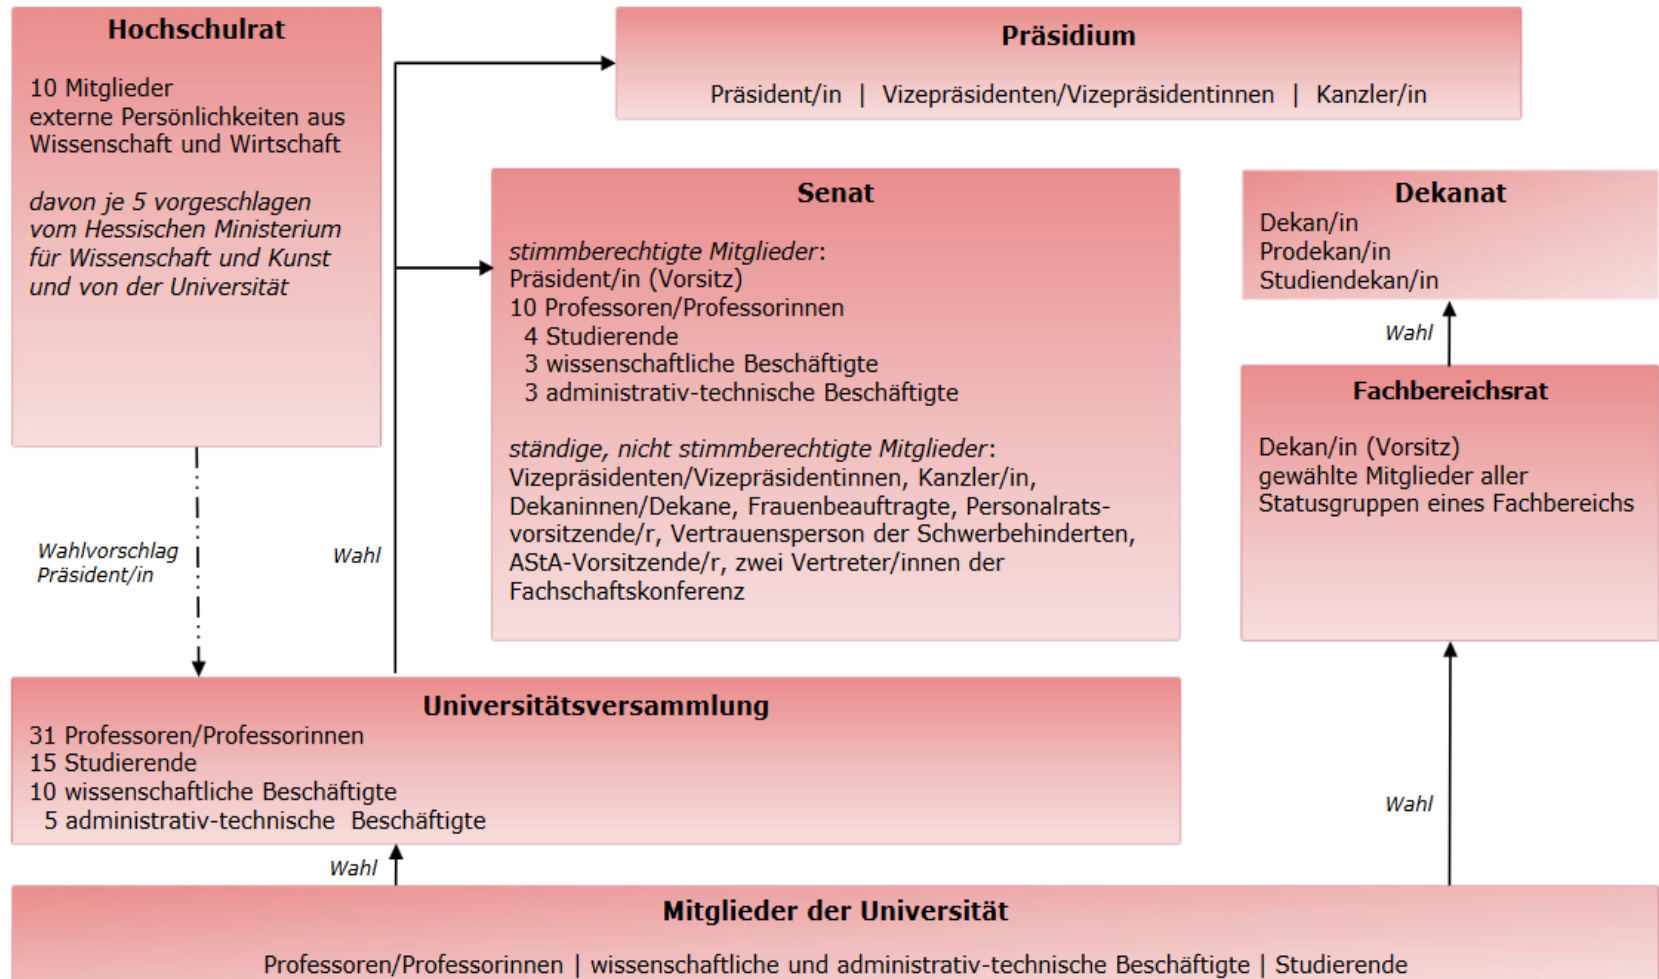 Hochschulrat
10 Mitglieder
externe Persönlichkeiten aus
Wissenschaft und Wirtschaft
davon je 5 vorgeschlagen
vom Hessischen Ministerium
für Wissenschaft und Kunst
und von der Universität
Präsidium
Präsident/in | Vizepräsidenten/Vizepräsidentinnen | Kanzler/in
Senat
stimmberechtigte Mitglieder:
Präsident/in (Vorsitz)
10 Professoren/Professorinnen
4 Studierende
3 wissenschaftliche Beschäftigte
3 administrativ-technische Beschäftigte
ständige, nicht stimmberechtigte Mitglieder:
Vizepräsidenten/Vizepräsidentinnen, Kanzler/in,
Dekaninnen/Dekane, Frauenbeauftragte, Personalrats-
vorsitzende/r, Vertrauensperson der Schwerbehinderten,
AStA-Vorsitzende/r, zwei Vertreter/innen der
Fachschaftskonferenz
Dekanat
Dekan/in
Prodekan/in
Studiendekan/in
Wahl
Fachbereichsrat
Dekan/in (Vorsitz)
gewählte Mitglieder aller
Statusgruppen eines Fachbereichs
Wahlvorschlag
Präsident/in
Wahl
Universitätsversammlung
31 Professoren/Professorinnen
15 Studierende
10 wissenschaftliche Beschäftigte
5 administrativ-technische Beschäftigte
Wahl
Wahl
Mitglieder der Universität
Professoren/Professorinnen | wissenschaftliche und administrativ-technische Beschäftigte | Studierende